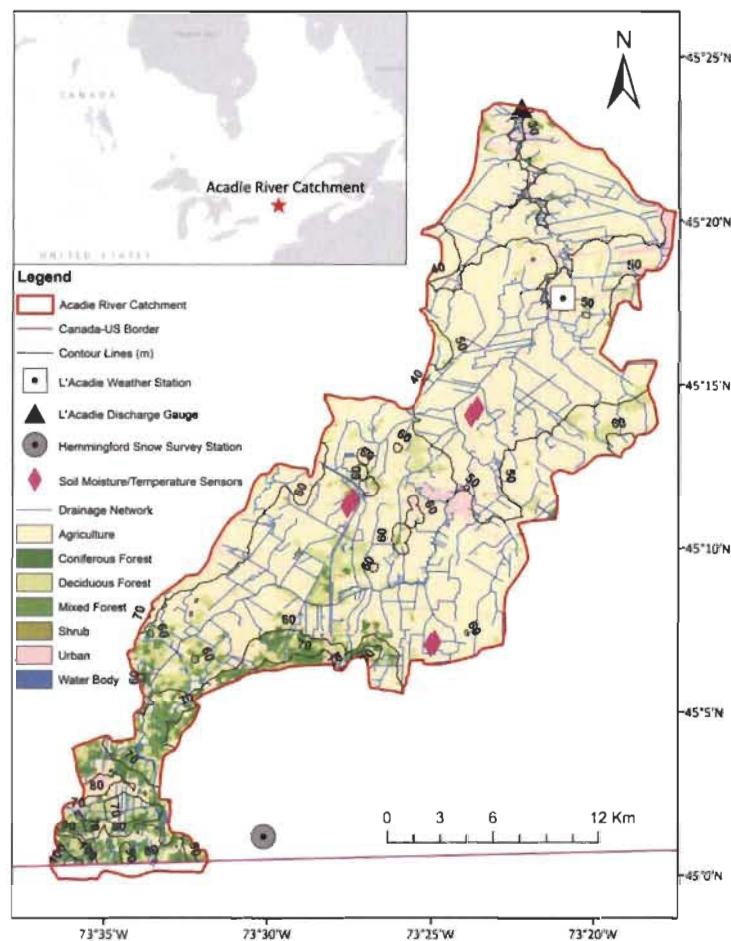 CANADA
Acadie River Catchment
UNITED STATES
N
45°25'N
45°20'N
45°15'N
45°10'N
45°5'N
45°0'N
Legend
Acadie River Catchment
Canada-US Border
Contour Lines (m)
L'Acadie Weather Station
L'Acadie Discharge Gauge
Hemmingford Snow Survey Station
Soil Moisture/Temperature Sensors
Drainage Network
Agriculture
Coniferous Forest
Deciduous Forest
Mixed Forest
Shrub
Urban
Water Body
50
40
50
50
50
40
60
60
60
50
50
60
60
60
70
60
70
60
60
70
80
70
70
0 3 6 12 Km
73°35'W 73°30'W 73°25'W 73°20'W